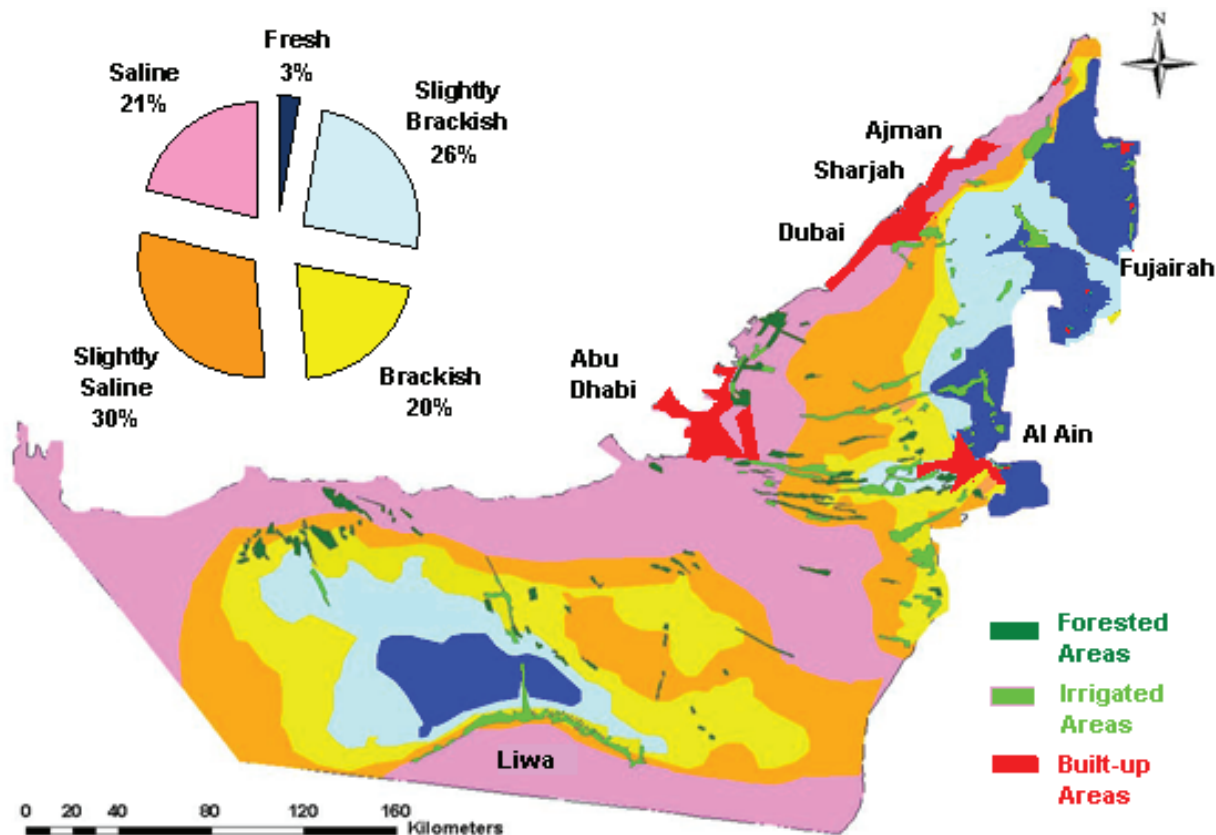 Fresh
3%
Saline
21%
Slightly
Brackish
26%
Slightly
Saline
30%
Brackish
20%
N
Ajman
Sharjah
Dubai
Fujairah
Abu
Dhabi
Al Ain
Liwa
Forested
Areas
Irrigated
Areas
Built-up
Areas
0 20 40 80 120 160
Kilometers